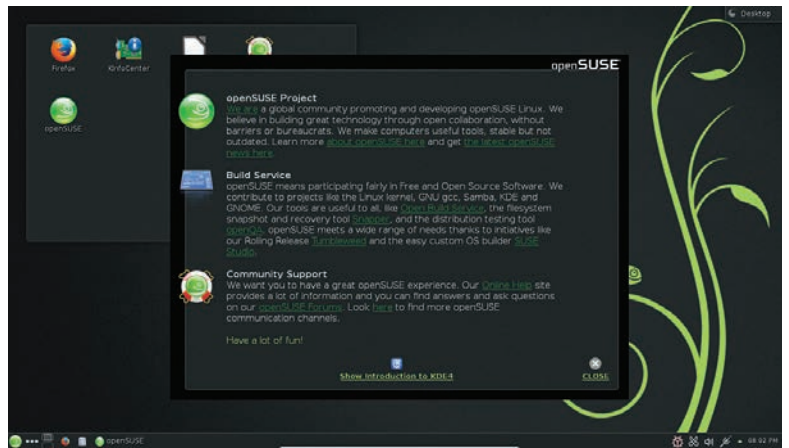 Desktop
Firefox
KInfoCenter
openSUSE
openSUSE
openSUSE Project
We are a global community promoting and developing openSUSE Linux. We
believe in building great technology through open collaboration, without
barriers or bureaucrats. We make computers useful tools, stable but not
outdated. Learn more about openSUSE here and get the latest openSUSE
news here.
Build Service
openSUSE means participating fairly in Free and Open Source Software. We
contribute to projects like the Linux kernel, GNU gcc, Samba, KDE and
GNOME. Our tools are useful to all, like Open Build Service, the filesystem
snapshot and recovery tool Snapper, and the distribution testing tool
openQA. openSUSE meets a wide range of needs thanks to initiatives like
our Rolling Release Tumbleweed and the easy custom OS builder SUSE
Studio.
Community Support
We want you to have a great openSUSE experience. Our Online Help site
provides a lot of information and you can find answers and ask questions
on our openSUSE Forums. Look here to find more openSUSE
communication channels.
Have a lot of fun!
Show Introduction to KDE4
CLOSE
openSUSE
08:02 PM